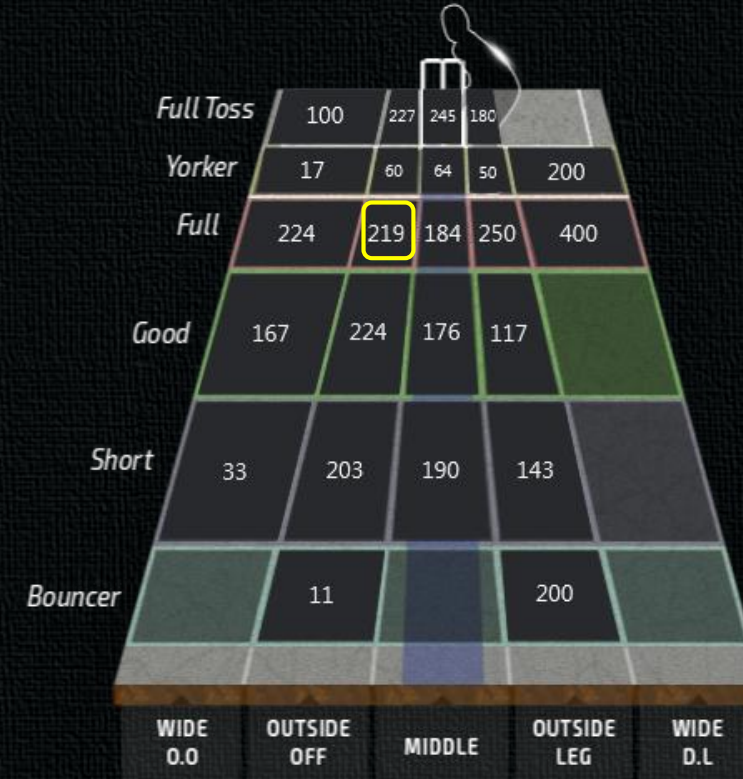 Full Toss 100 227 245 180
Yorker 17 60 64 50 200
Full 224 219 184 250 400
Good 167 224 176 117
Short 33 203 190 143
Bouncer 11 200
WIDE O.O OUTSIDE OFF MIDDLE OUTSIDE LEG WIDE D.L